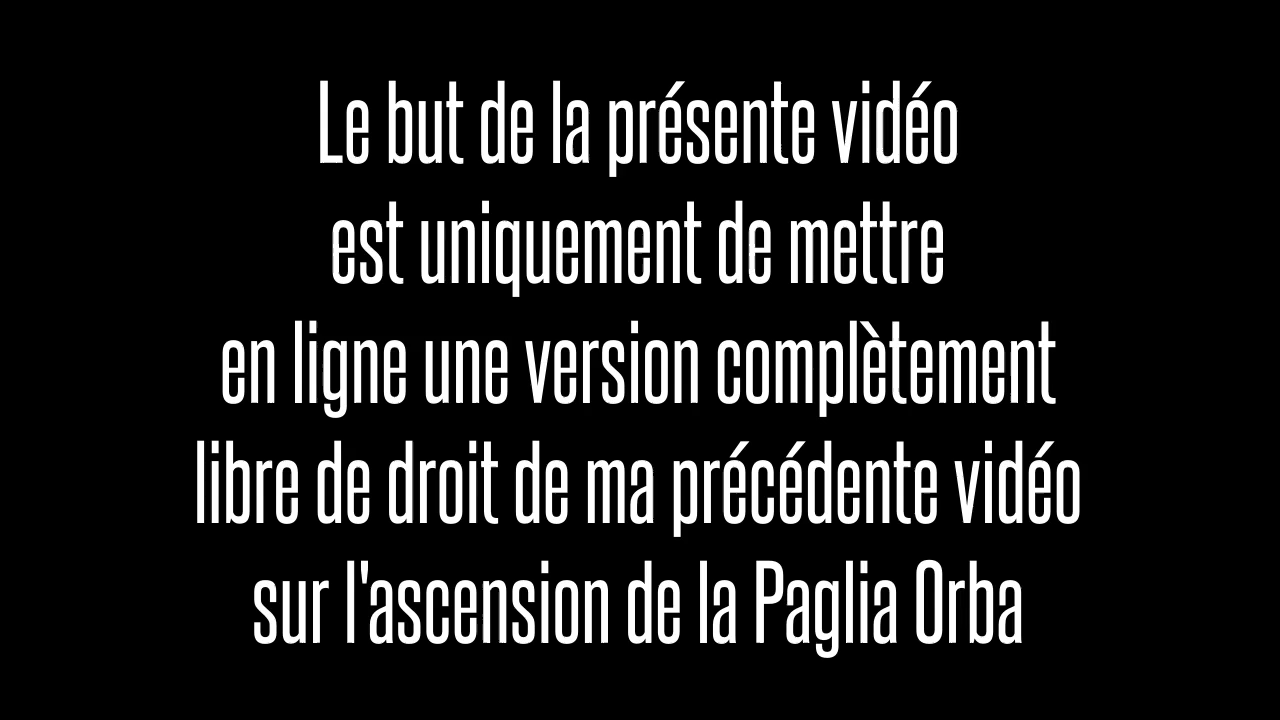 Le but de la présente vidéo
est uniquement de mettre
en ligne une version complètement
libre de droit de ma précédente vidéo
sur l'ascension de la Paglia Orba